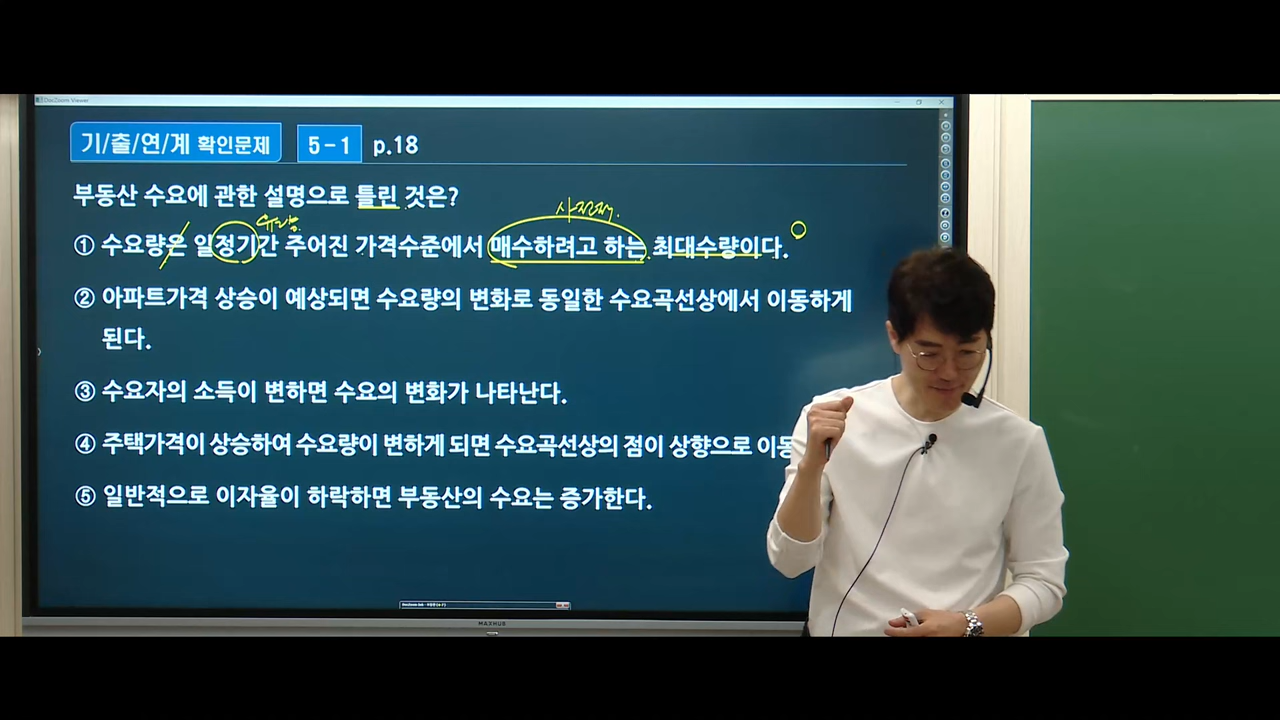 DocZoom Viewer
기/출/연/계 확인문제 5-1 p.18
부동산 수요에 관한 설명으로 틀린 것은?
사전적.
유량
① 수요량은 일정기간 주어진 가격수준에서 매수하려고 하는 최대수량이다.
② 아파트가격 상승이 예상되면 수요량의 변화로 동일한 수요곡선상에서 이동하게
된다.
③ 수요자의 소득이 변하면 수요의 변화가 나타난다.
④ 주택가격이 상승하여 수요량이 변하게 되면 수요곡선상의 점이 상향으로 이동
⑤ 일반적으로 이자율이 하락하면 부동산의 수요는 증가한다.
MAXHUB